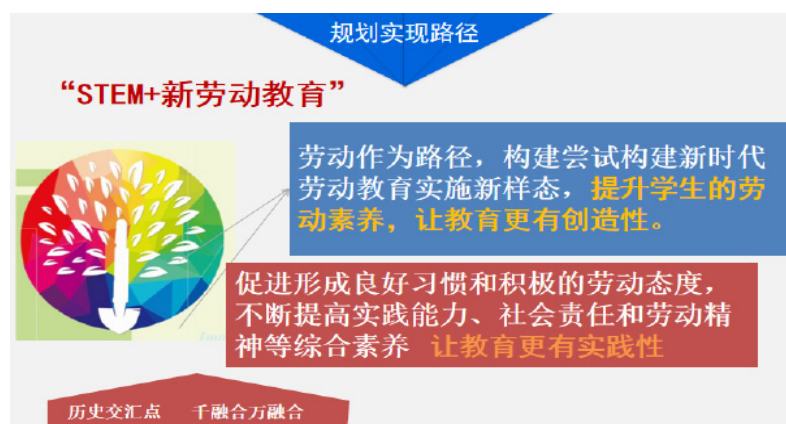 规划实现路径
“STEM+新劳动教育”
劳动作为路径，构建尝试构建新时代
劳动教育实施新样态，提升学生的劳
动素养，让教育更有创造性。
促进形成良好习惯和积极的劳动态度，
不断提高实践能力、社会责任和劳动精
神等综合素养 让教育更有实践性
历史交汇点 千融合万融合